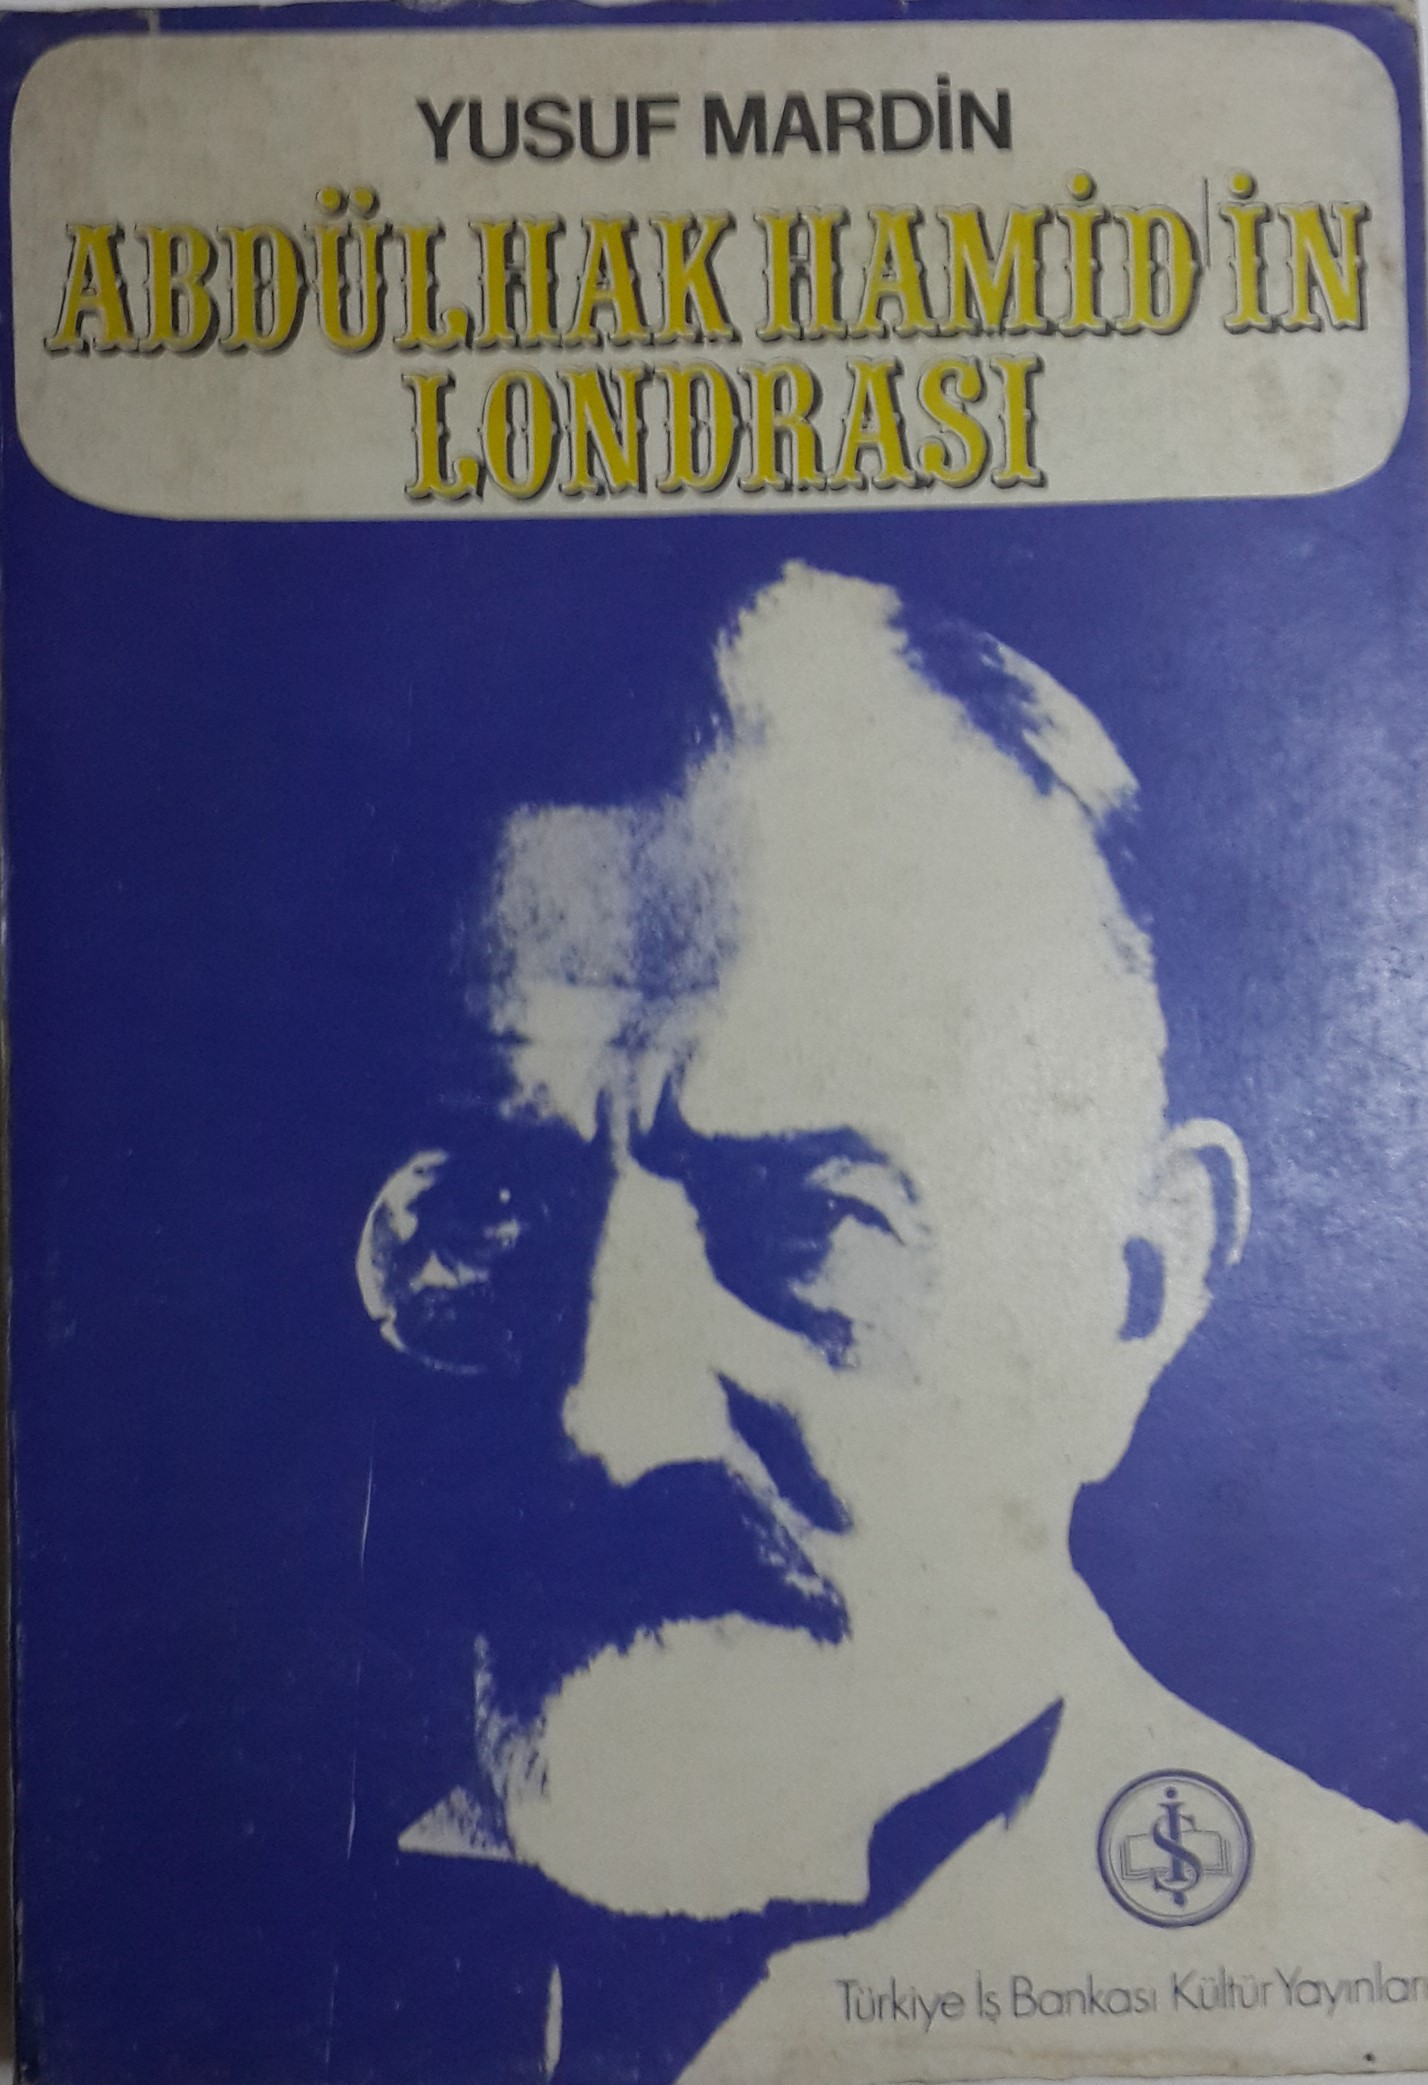 YUSUF MARDİN
ABDÜLHAK HAMİD'İN
LONDRASI
İŞ
Türkiye İş Bankası Kültür Yayınları